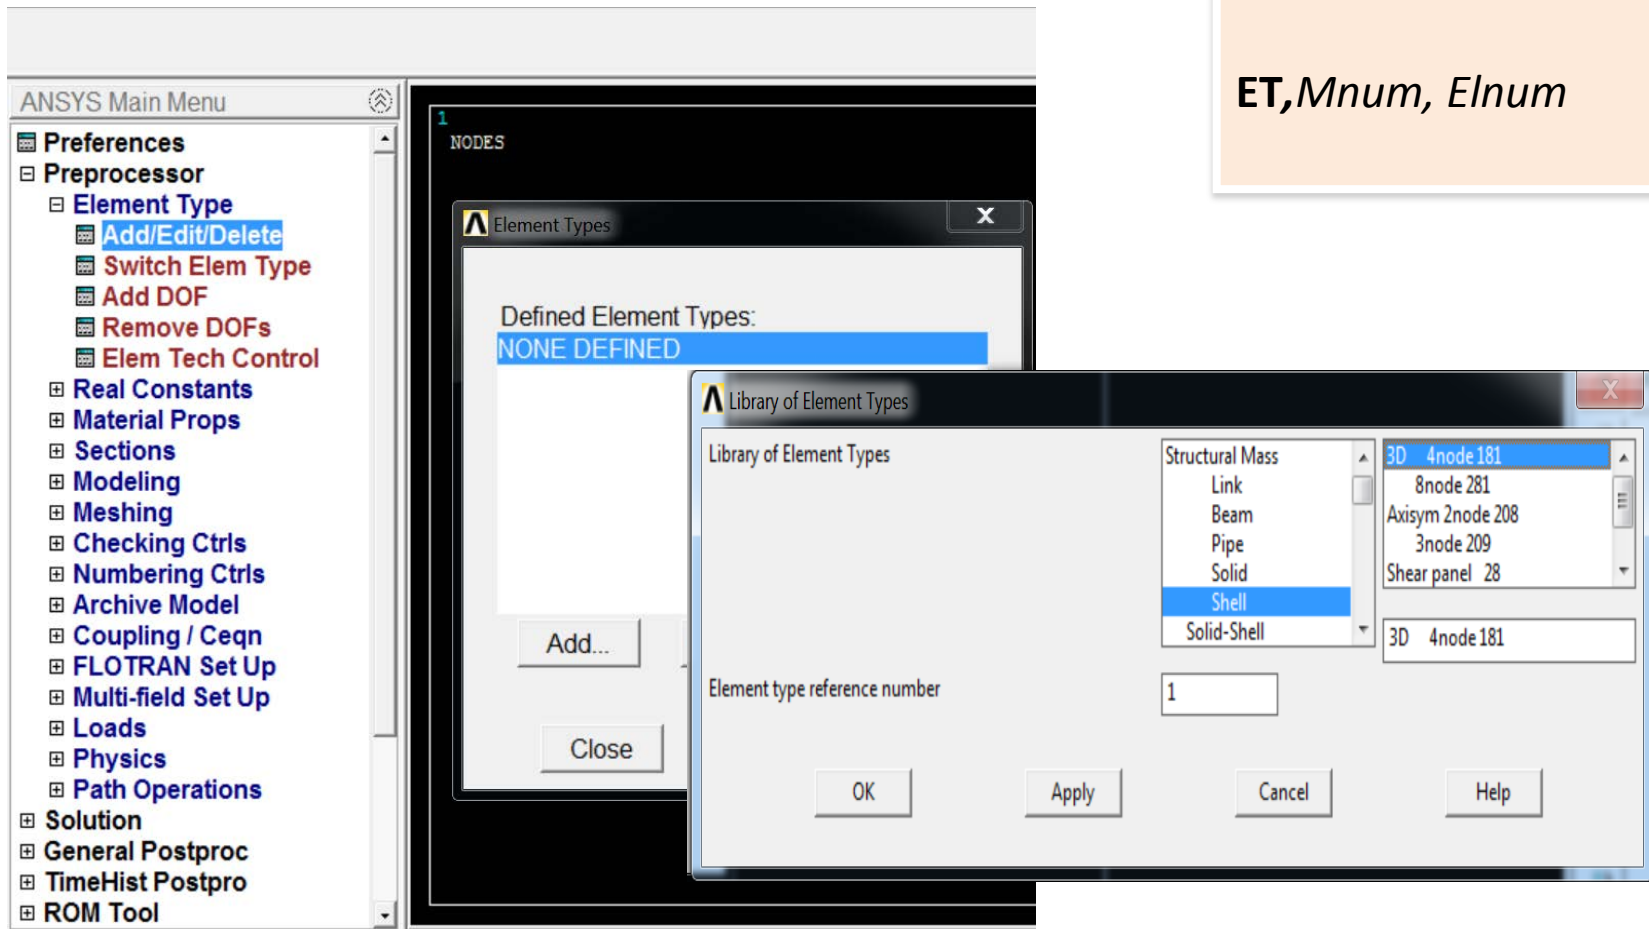 ET,Mnum, Elnum
ANSYS Main Menu
Preferences
Preprocessor
Element Type
Add/Edit/Delete
Switch Elem Type
Add DOF
Remove DOFs
Elem Tech Control
Real Constants
Material Props
Sections
Modeling
Meshing
Checking Ctrls
Numbering Ctrls
Archive Model
Coupling / Ceqn
FLOTRAN Set Up
Multi-field Set Up
Loads
Physics
Path Operations
Solution
General Postproc
TimeHist Postpro
ROM Tool
1
NODES
Element Types
X
Defined Element Types:
NONE DEFINED
Add...
Close
Library of Element Types
X
Library of Element Types
Structural Mass
Link
Beam
Pipe
Solid
Shell
Solid-Shell
3D 4node 181
8node 281
Axisym 2node 208
3node 209
Shear panel 28
3D 4node 181
Element type reference number
1
OK
Apply
Cancel
Help